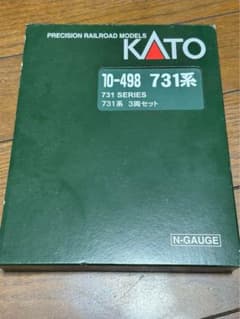 PRECISION RAILROAD MODELS
KATO
10-498 731系
731 SERIES
731系 3両セット
N-GAUGE